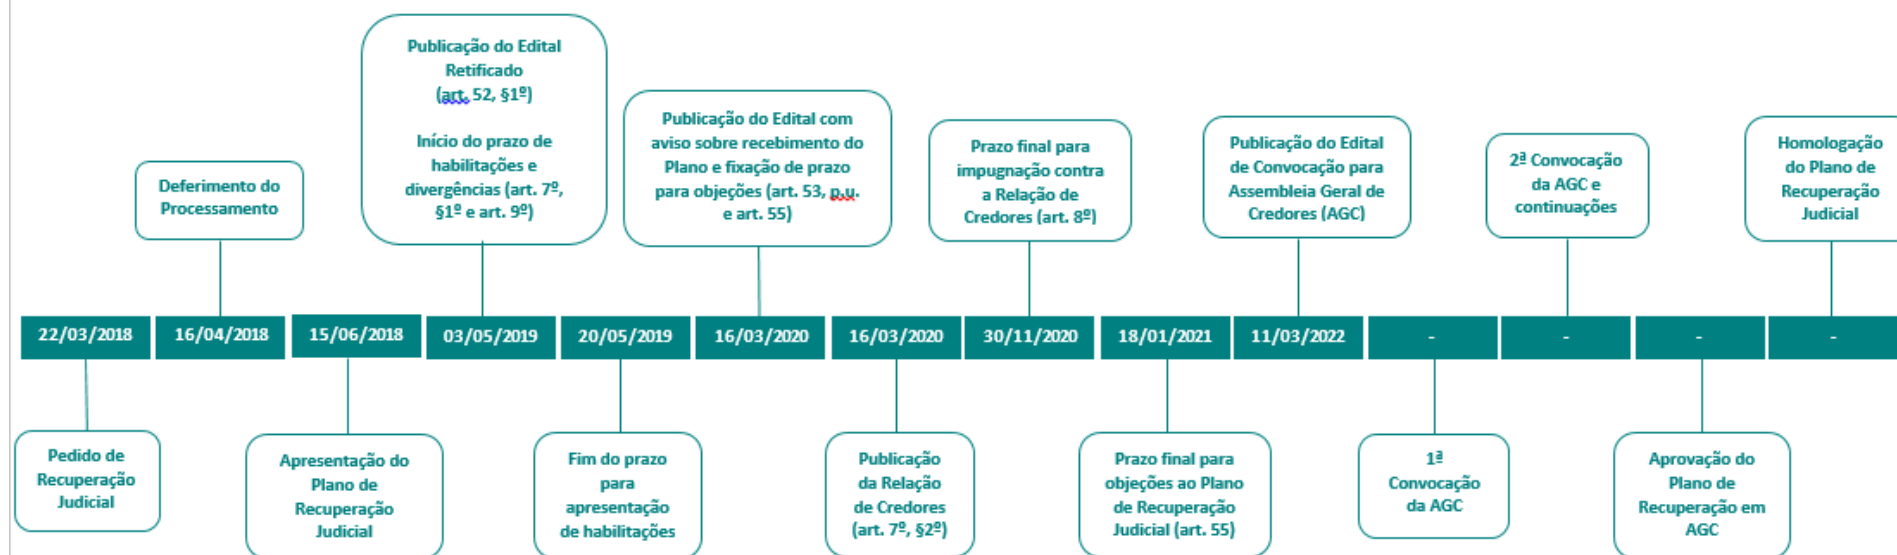 Publicação do Edital
Retificado
(art. 52, §1º)
Início do prazo de
habilitações e
divergências (art. 7º,
§1º e art. 9º)
Publicação do Edital com
aviso sobre recebimento do
Plano e fixação de prazo
para objeções (art. 53, p.u.
e art. 55)
Prazo final para
impugnação contra
a Relação de
Credores (art. 8º)
Publicação do Edital
de Convocação para
Assembleia Geral de
Credores (AGC)
2ª Convocação
da AGC e
continuações
Homologação
do Plano de
Recuperação
Judicial
Deferimento do
Processamento
22/03/2018
16/04/2018
15/06/2018
03/05/2019
20/05/2019
16/03/2020
16/03/2020
30/11/2020
18/01/2021
11/03/2022
-
-
-
-
Pedido de
Recuperação
Judicial
Apresentação do
Plano de
Recuperação
Judicial
Fim do prazo
para
apresentação
de habilitações
Publicação
da Relação
de Credores
(art. 7º, §2º)
Prazo final para
objeções ao Plano
de Recuperação
Judicial (art. 55)
1ª
Convocação
da AGC
Aprovação do
Plano de
Recuperação em
AGC